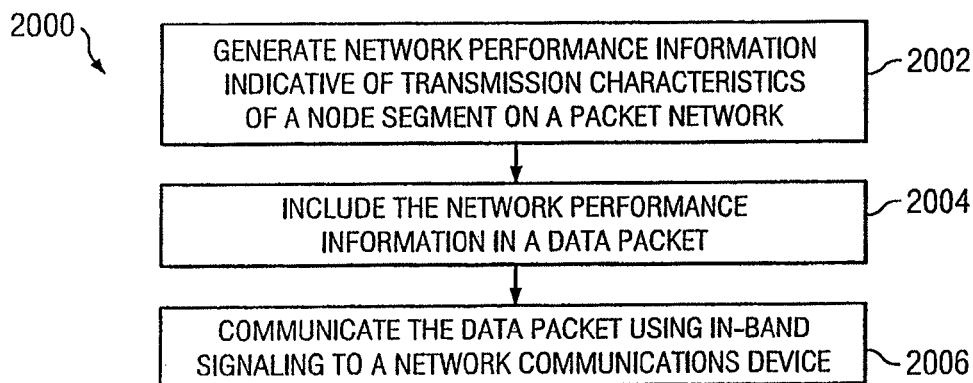 2000
GENERATE NETWORK PERFORMANCE INFORMATION
INDICATIVE OF TRANSMISSION CHARACTERISTICS
OF A NODE SEGMENT ON A PACKET NETWORK
2002
INCLUDE THE NETWORK PERFORMANCE
INFORMATION IN A DATA PACKET
2004
COMMUNICATE THE DATA PACKET USING IN-BAND
SIGNALING TO A NETWORK COMMUNICATIONS DEVICE
2006